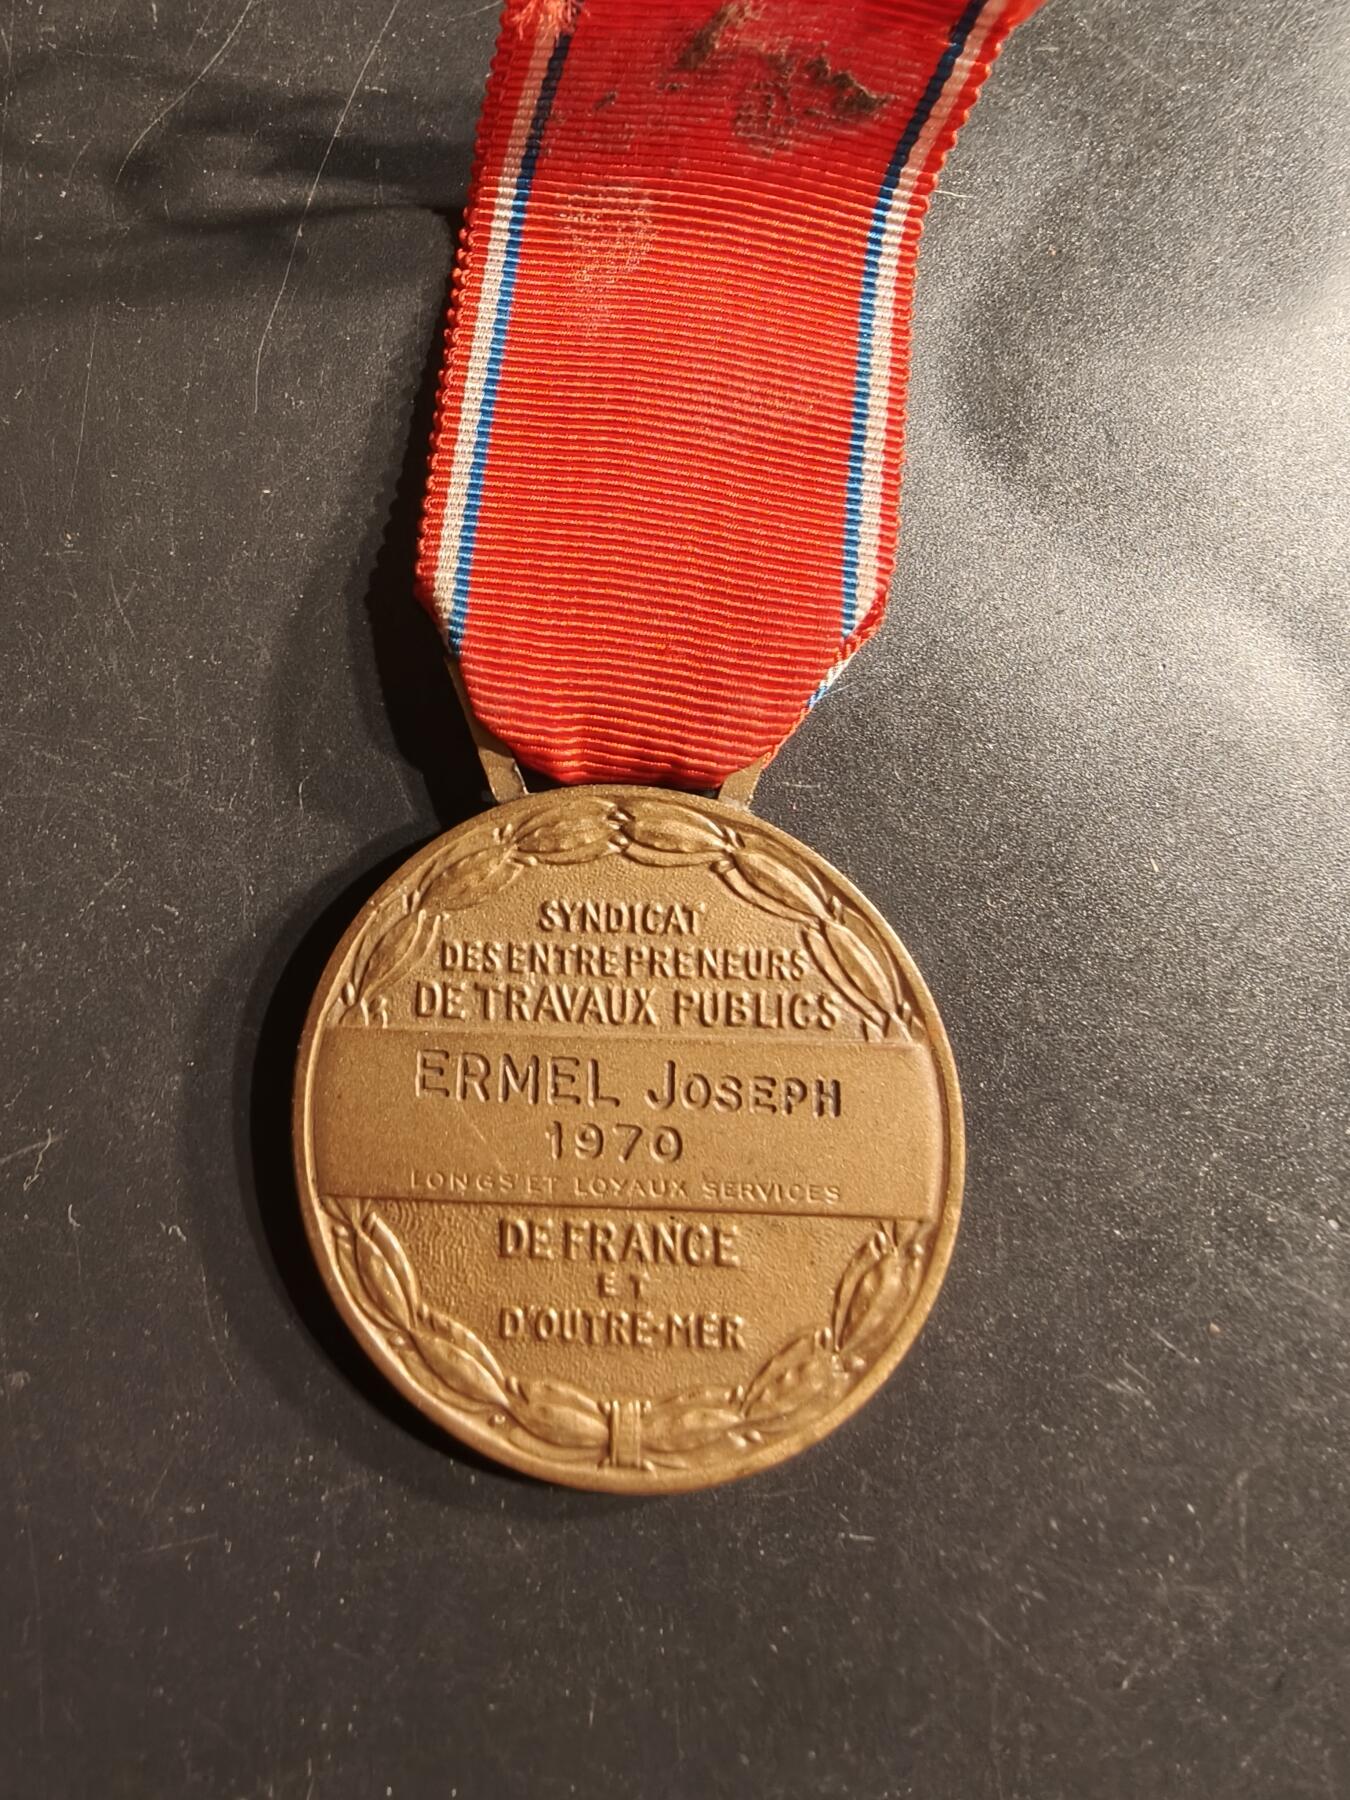 SYNDICAT
DES ENTREPRENEURS
DE TRAVAUX PUBLICS
ERMEL JOSEPH
1970
LONGS ET LOYAUX SERVICES
DE FRANCE
ET
D'OUTRE-MER